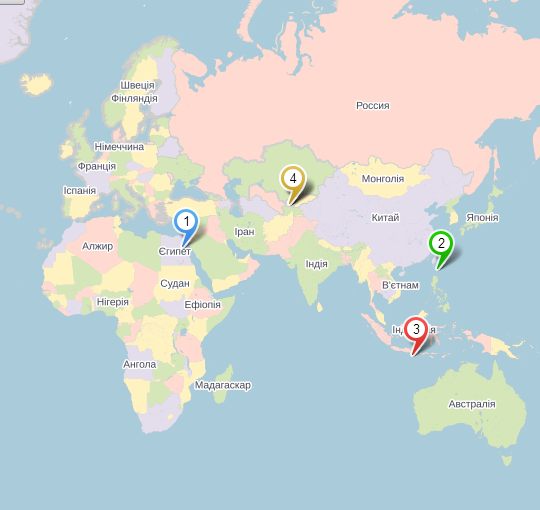 Швеція
Фінляндія
Россия
Німеччина
Франція
4
Монголія
Іспанія
1
Китай
Японія
Алжир
Іран
2
Єгипет
Індія
Судан
В'єтнам
Нігерія
Ефіопія
3
Ангола
Мадагаскар
Австралія